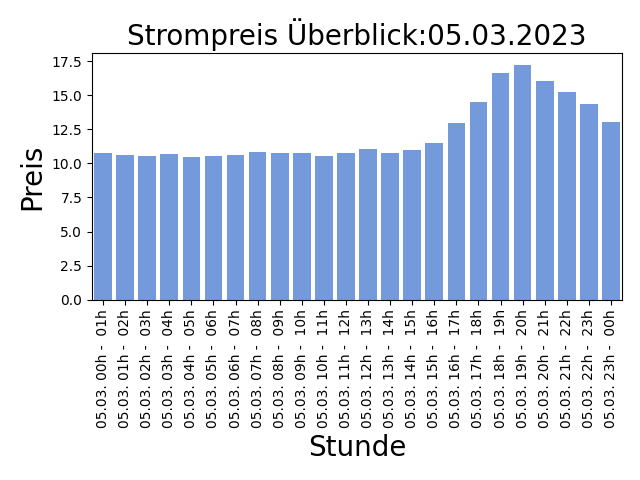 Strompreis Überblick:05.03.2023
Preis
17.5
15.0
12.5
10.0
7.5
5.0
2.5
0.0
05.03. 00h -   01h
05.03. 01h -   02h
05.03. 02h -   03h
05.03. 03h -   04h
05.03. 04h -   05h
05.03. 05h -   06h
05.03. 06h -   07h
05.03. 07h -   08h
05.03. 08h -   09h
05.03. 09h -   10h
05.03. 10h -   11h
05.03. 11h -   12h
05.03. 12h -   13h
05.03. 13h -   14h
05.03. 14h -   15h
05.03. 15h -   16h
05.03. 16h -   17h
05.03. 17h -   18h
05.03. 18h -   19h
05.03. 19h -   20h
05.03. 20h -   21h
05.03. 21h -   22h
05.03. 22h -   23h
05.03. 23h -   00h
Stunde